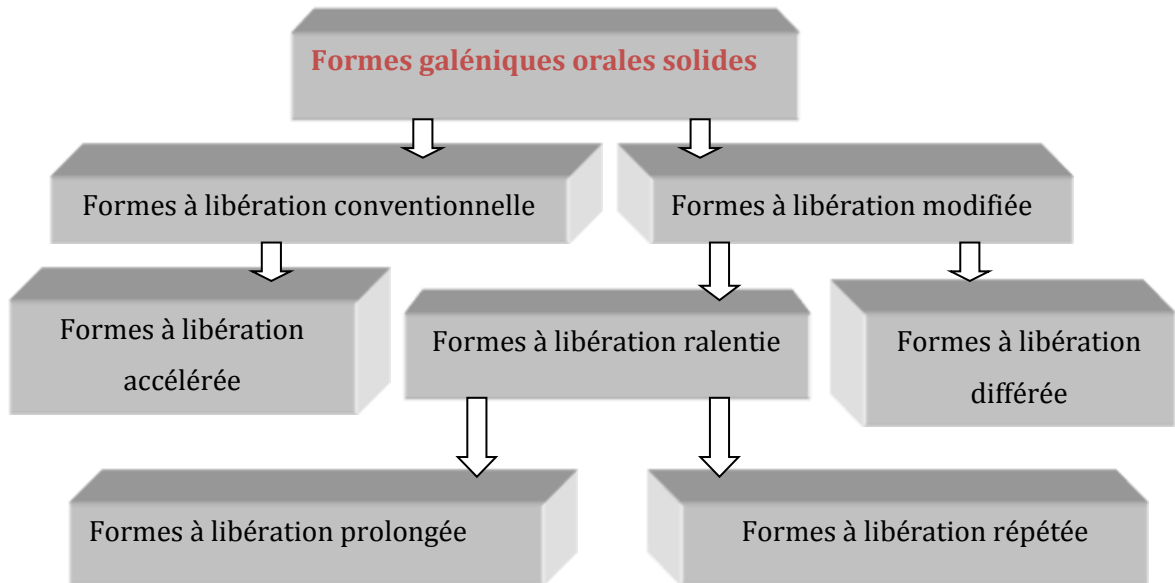 Formes galéniques orales solides
Formes à libération conventionnelle
Formes à libération modifiée
Formes à libération
accélérée
Formes à libération ralentie
Formes à libération
différée
Formes à libération prolongée
Formes à libération répétée